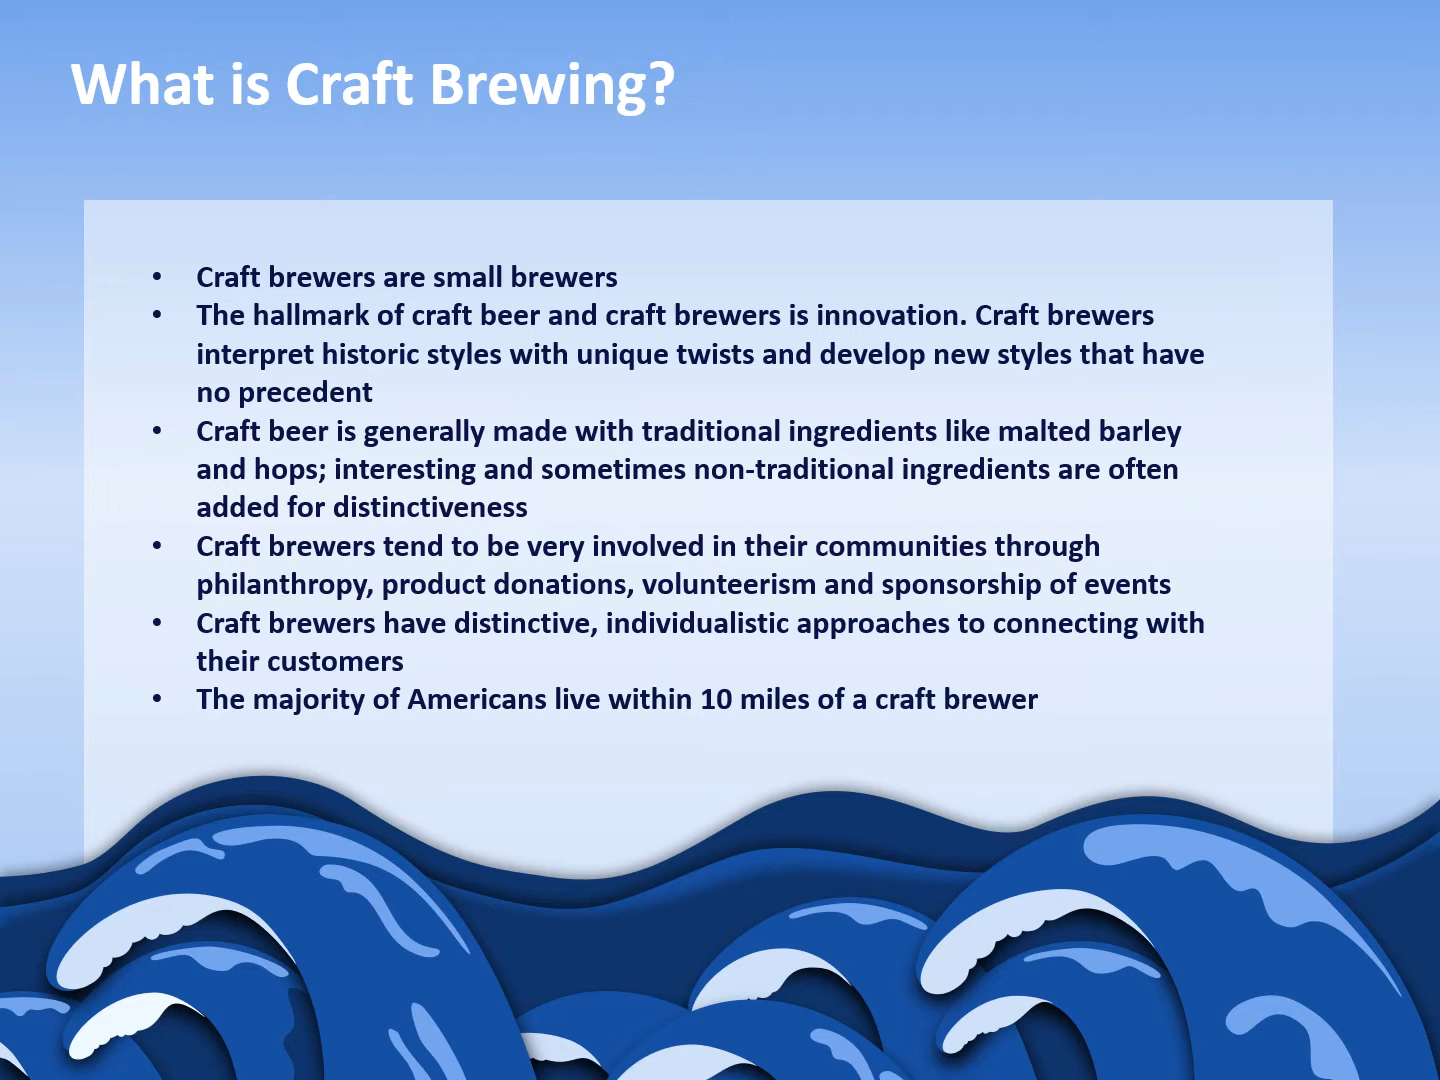 What is Craft Brewing?
• Craft brewers are small brewers
• The hallmark of craft beer and craft brewers is innovation. Craft brewers
interpret historic styles with unique twists and develop new styles that have
no precedent
• Craft beer is generally made with traditional ingredients like malted barley
and hops; interesting and sometimes non-traditional ingredients are often
added for distinctiveness
• Craft brewers tend to be very involved in their communities through
philanthropy, product donations, volunteerism and sponsorship of events
• Craft brewers have distinctive, individualistic approaches to connecting with
their customers
• The majority of Americans live within 10 miles of a craft brewer